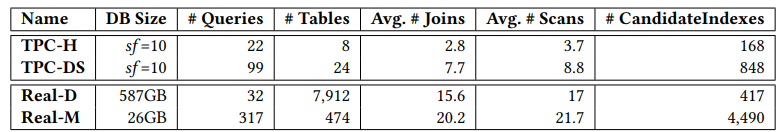 Name DB Size # Queries # Tables Avg. # Joins Avg. # Scans # CandidateIndexes
TPC-H sf=10 22 8 2.8 3.7 168
TPC-DS sf=10 99 24 7.7 8.8 848
Real-D 587GB 32 7,912 15.6 17 417
Real-M 26GB 317 474 20.2 21.7 4,490